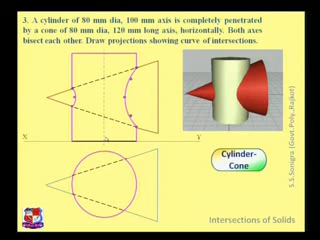 3. A cylinder of 80 mm dia, 100 mm axis is completely penetrated
by a cone of 80 mm dia, 120 mm long axis, horizontally. Both axes
bisect each other. Draw projections showing curve of intersections.
X
Y
Cylinder-
Cone
S.S.Sonigra (Govt.Poly.,Rajkot)
Intersections of Solids